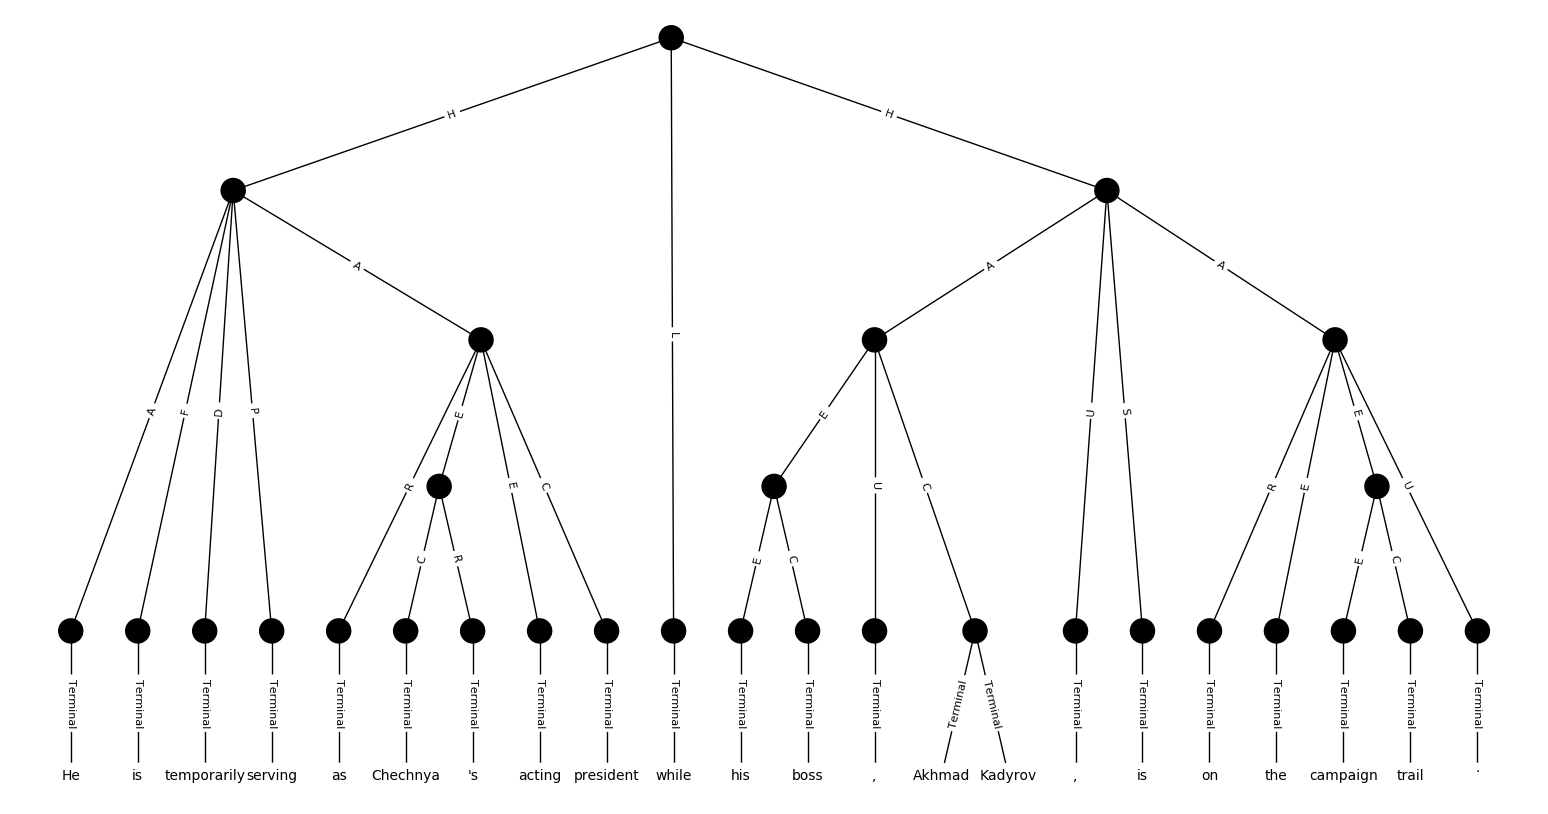 H H
A A A
L
A F D P E E U C U S E
R E C R E E U
C R E C E C
Terminal Terminal Terminal Terminal Terminal Terminal Terminal Terminal Terminal Terminal Terminal Terminal Terminal Terminal Terminal Terminal Terminal Terminal Terminal Terminal Terminal Terminal
He is temporarily serving as Chechnya 's acting president while his boss , Akhmad Kadyrov , is on the campaign trail .